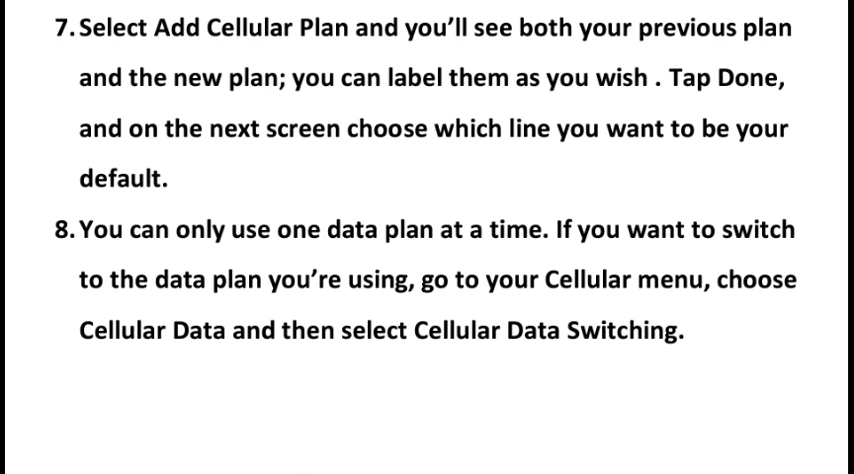 7. Select Add Cellular Plan and you’ll see both your previous plan
and the new plan; you can label them as you wish . Tap Done,
and on the next screen choose which line you want to be your
default.
8. You can only use one data plan at a time. If you want to switch
to the data plan you’re using, go to your Cellular menu, choose
Cellular Data and then select Cellular Data Switching.